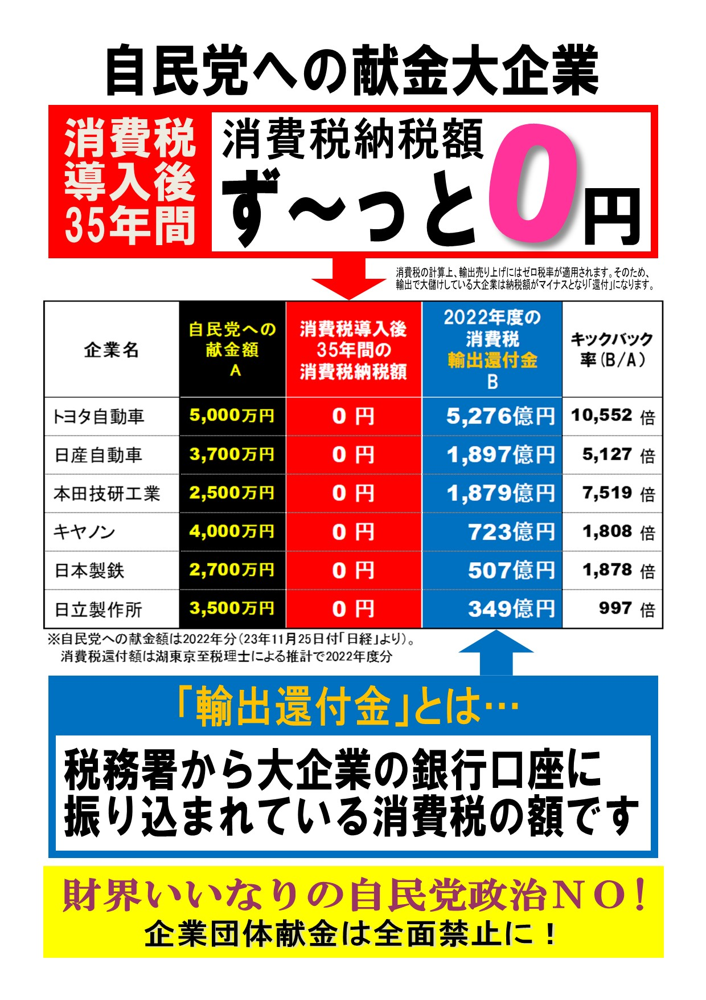 自民党への献金大企業
消費税
導入後
35年間
消費税納税額
ず～っと0円
消費税の計算上、輸出売り上げにはゼロ税率が適用されます。そのため、
輸出で大儲けしている大企業は納税額がマイナスとなり「還付」になります。
企業名
自民党への
献金額
A
消費税導入後
35年間の
消費税納税額
2022年度の
消費税
輸出還付金
B
キックバック
率(B/A)
トヨタ自動車 5,000万円 0 円 5,276億円 10,552 倍
日産自動車 3,700万円 0 円 1,897億円 5,127 倍
本田技研工業 2,500万円 0 円 1,879億円 7,519 倍
キヤノン 4,000万円 0 円 723億円 1,808 倍
日本製鉄 2,700万円 0 円 507億円 1,878 倍
日立製作所 3,500万円 0 円 349億円 997 倍
※自民党への献金額は2022年分(23年11月25日付「日経」より)。
消費税還付額は湖東京至税理士による推計で2022年度分
「輸出還付金」とは…
税務署から大企業の銀行口座に
振り込まれている消費税の額です
財界いいなりの自民党政治NO!
企業団体献金は全面禁止に!